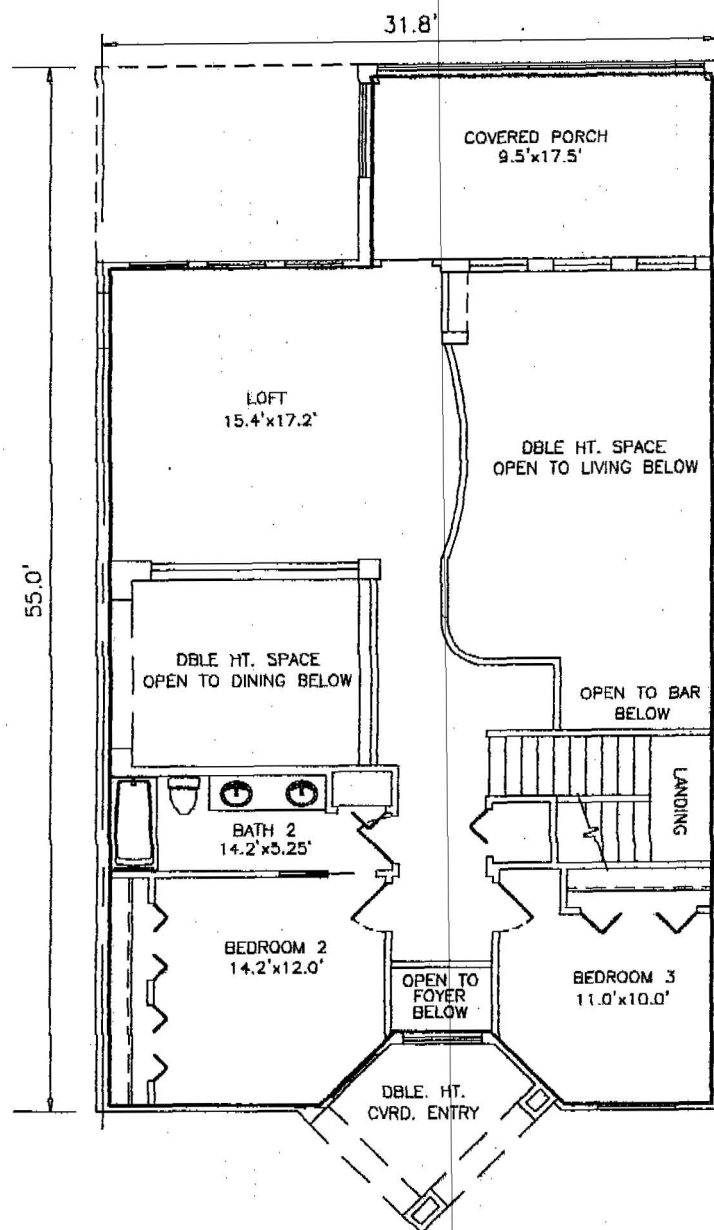 31.8'
COVERED PORCH
9.5'x17.5'
LOFT
15.4'x17.2'
DBLE HT. SPACE
OPEN TO LIVING BELOW
55.0'
DBLE HT. SPACE
OPEN TO DINING BELOW
OPEN TO BAR
BELOW
LANDING
BATH 2
14.2'x5.25'
BEDROOM 2
14.2'x12.0'
OPEN TO
FOYER
BELOW
BEDROOM 3
11.0'x10.0'
DBLE. HT.
CVRD. ENTRY